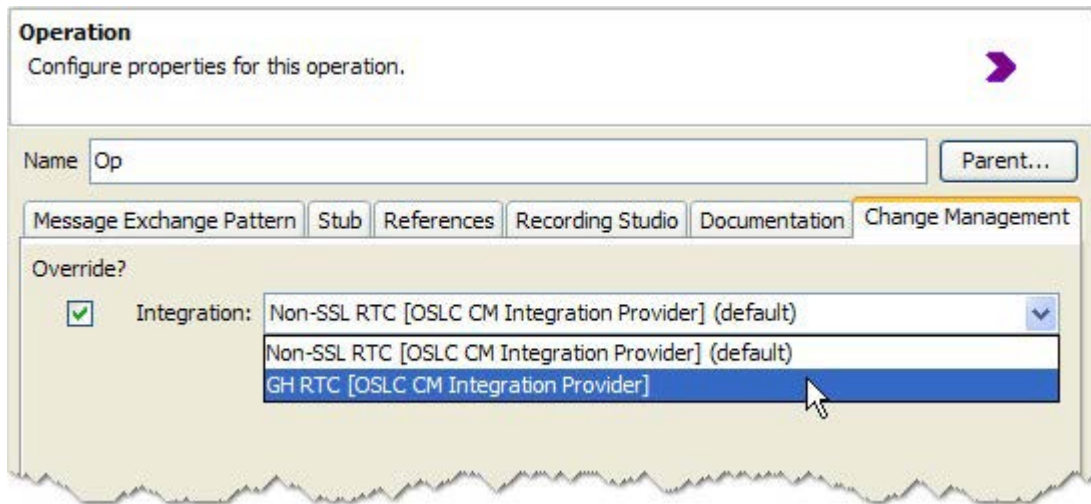 Operation
Configure properties for this operation.
Name Op Parent...
Message Exchange Pattern Stub References Recording Studio Documentation Change Management
Override?
Integration: Non-SSL RTC [OSLC CM Integration Provider] (default)
Non-SSL RTC [OSLC CM Integration Provider] (default)
GH RTC [OSLC CM Integration Provider]